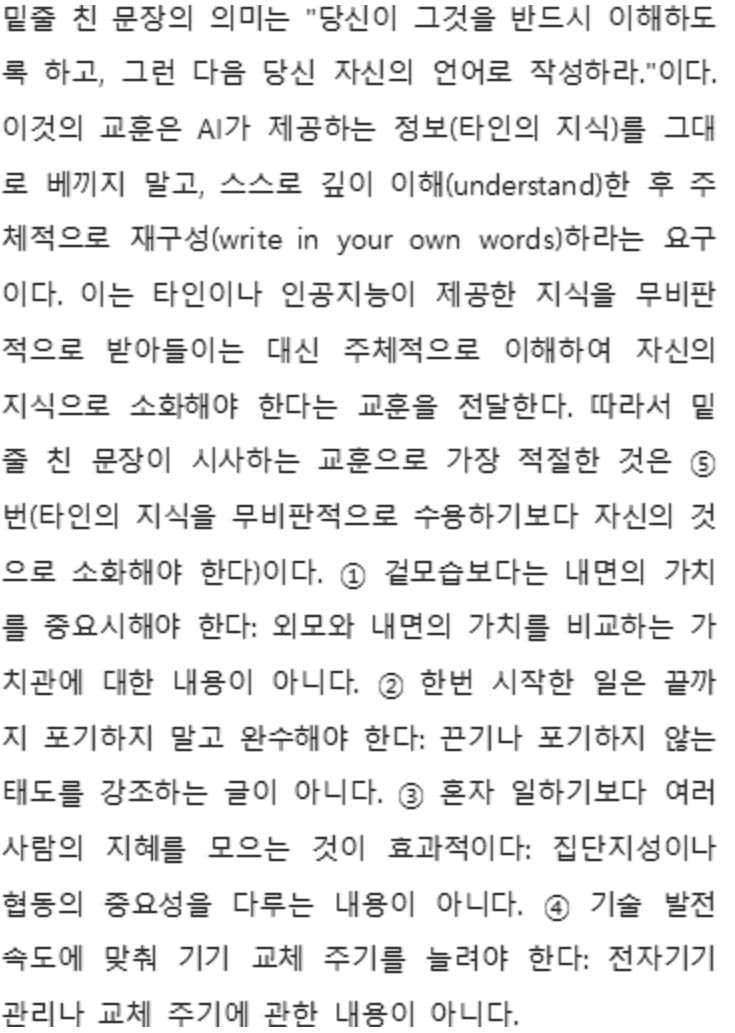 밑줄 친 문장의 의미는 "당신이 그것을 반드시 이해하도
록 하고, 그런 다음 당신 자신의 언어로 작성하라."이다.
이것의 교훈은 AI가 제공하는 정보(타인의 지식)를 그대
로 베끼지 말고, 스스로 깊이 이해(understand)한 후 주
체적으로 재구성(write in your own words)하라는 요구
이다. 이는 타인이나 인공지능이 제공한 지식을 무비판
적으로 받아들이는 대신 주체적으로 이해하여 자신의
지식으로 소화해야 한다는 교훈을 전달한다. 따라서 밑
줄 친 문장이 시사하는 교훈으로 가장 적절한 것은 ⑤
번(타인의 지식을 무비판적으로 수용하기보다 자신의 것
으로 소화해야 한다)이다. ① 겉모습보다는 내면의 가치
를 중요시해야 한다: 외모와 내면의 가치를 비교하는 가
치관에 대한 내용이 아니다. ② 한번 시작한 일은 끝까
지 포기하지 말고 완수해야 한다: 끈기나 포기하지 않는
태도를 강조하는 글이 아니다. ③ 혼자 일하기보다 여러
사람의 지혜를 모으는 것이 효과적이다: 집단지성이나
협동의 중요성을 다루는 내용이 아니다. ④ 기술 발전
속도에 맞춰 기기 교체 주기를 늘려야 한다: 전자기기
관리나 교체 주기에 관한 내용이 아니다.